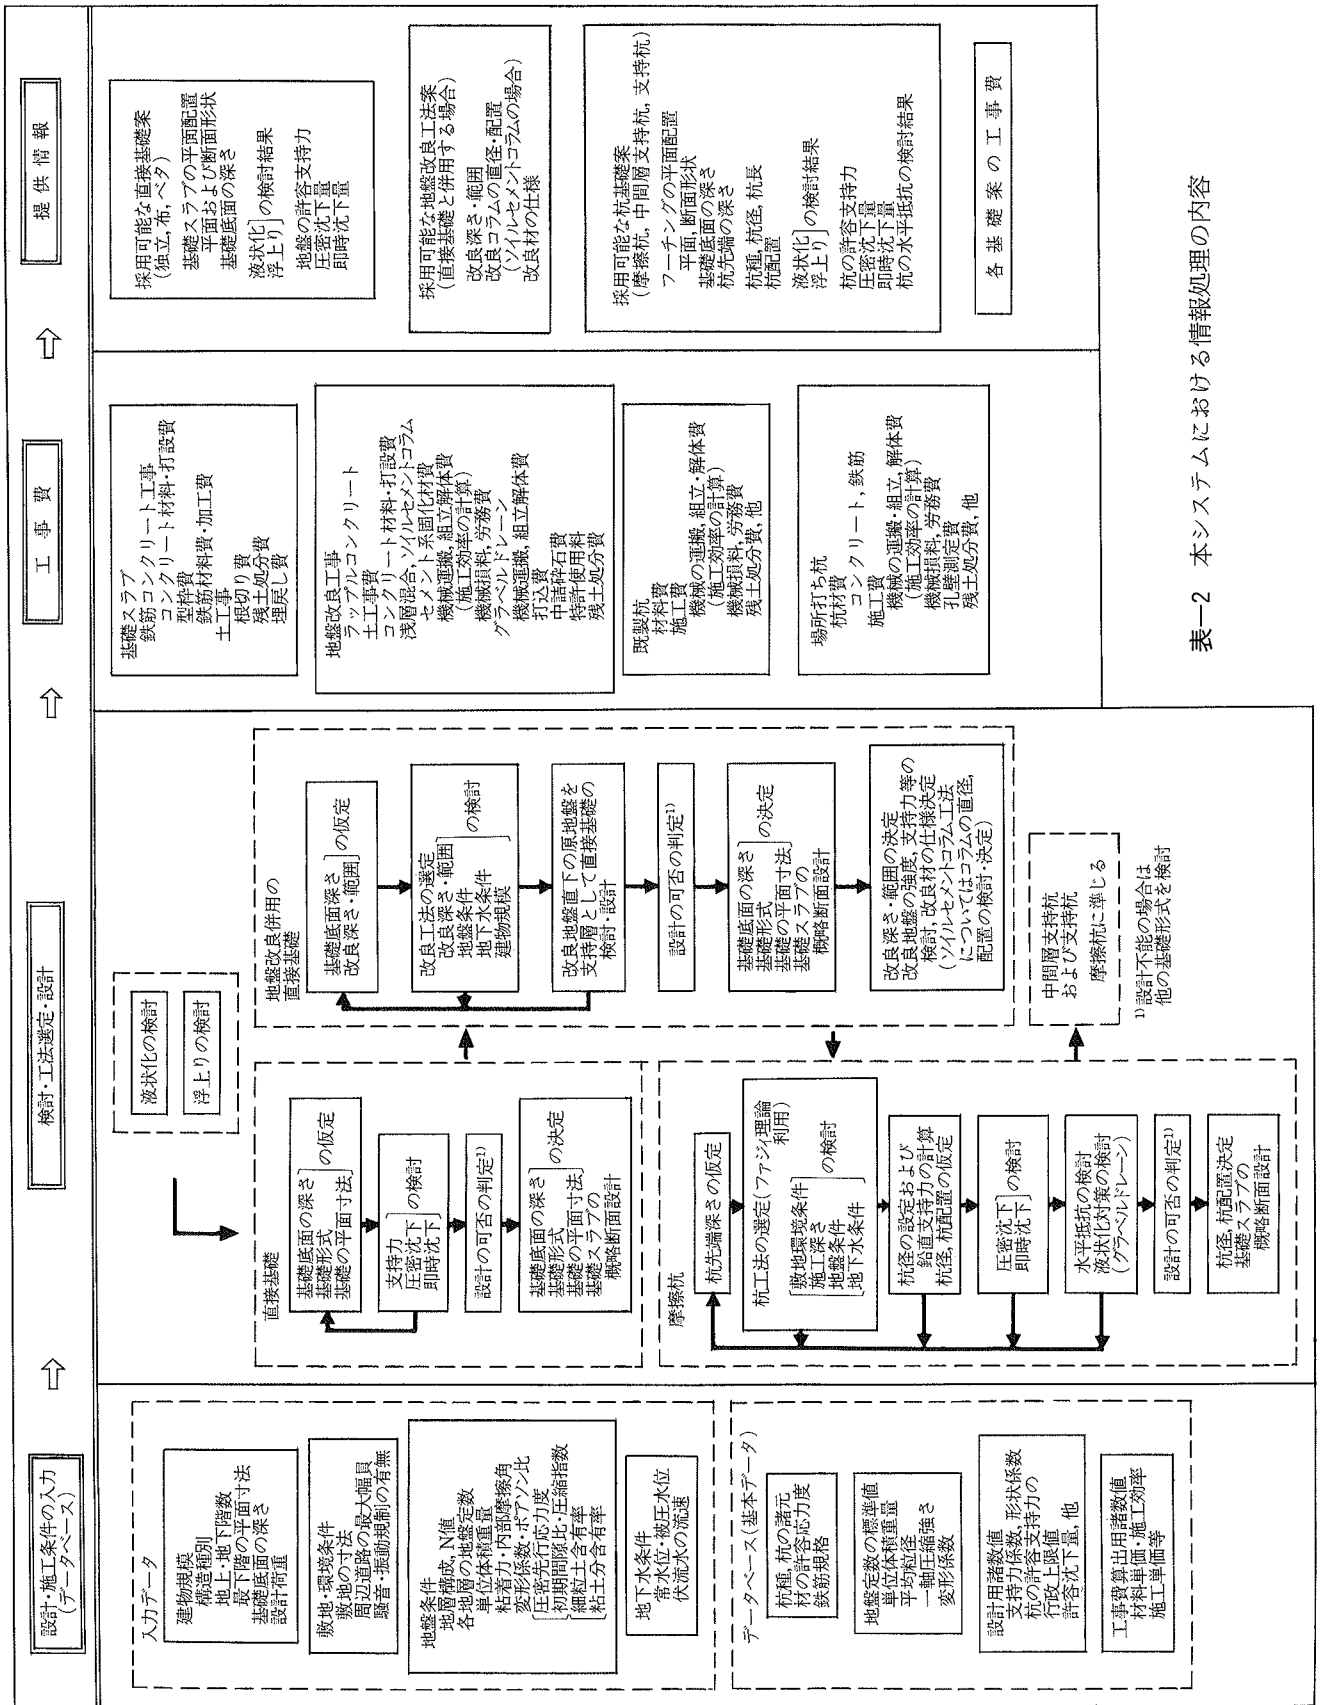 設計・施工条件の入力
(データベース)
⇨
検討・工法選定・設計
⇨
工事費
⇨
提供情報
入力データ
建物規模
構造種別
地上・地下階数
最下階の平面寸法
基礎底面の深さ
設計荷重
敷地・環境条件
敷地の寸法
周辺道路の最大幅員
騒音・振動規制の有無
地盤条件
地層構成, N値
各地層の地盤定数
単位体積重量
粘着力・内部摩擦角
変形係数・ポアソン比
圧密先行応力度
初期間隙比・圧縮指数
細粒土含有率
粘土分含有率
地下水条件
常水位・被圧水位
伏流水の流速
データベース(基本データ)
杭種, 杭の諸元
材の許容応力度
鉄筋規格
地盤定数の標準値
単位体積重量
平均粒径
一軸圧縮強さ
変形係数
設計用諸数値
支持力係数, 形状係数
杭の許容支持力の
行政上限値
許容沈下量, 他
工事費算出用諸数値
材料単価・施工効率
施工単価等
液状化の検討
浮上りの検討
直接基礎
基礎底面の深さ
基礎形式
基礎の平面寸法
の仮定
支持力
圧密沈下
即時沈下
の検討
設計の可否の判定1)
基礎底面の深さ
基礎形式
基礎の平面寸法
の決定
基礎スラブの
概略断面設計
地盤改良併用の
直接基礎
基礎底面深さ
改良深さ・範囲
の仮定
改良工法の選定
改良深さ・範囲
地盤条件
地下水条件
建物規模
の検討
改良地盤直下の原地盤を
支持層として直接基礎の
検討・設計
設計の可否の判定1)
基礎底面の深さ
基礎形式
基礎の平面寸法
の決定
基礎スラブの
概略断面設計
改良深さ・範囲の決定
改良地盤の強度, 支持力等の
検討, 改良材の仕様決定
(ソイルセメントコラム工法
についてはコラムの直径,
配置の検討・決定)
摩擦杭
杭先端深さの仮定
杭工法の選定(ファジィ理論
利用)
敷地環境条件
施工深さ
地盤条件
地下水条件
の検討
杭径の設定および
鉛直支持力の計算
杭径, 杭配置の仮定
圧密沈下
即時沈下
の検討
水平抵抗の検討
液状化対策の検討
(グラベルドレーン)
設計の可否の判定1)
杭径, 杭配置決定
基礎スラブの
概略断面設計
中間層支持杭
および支持杭
摩擦杭に準じる
1)設計不能の場合は
他の基礎形式を検討
基礎スラブ
鉄筋コンクリート工事
コンクリート材料・打設費
型枠費
鉄筋材料費・加工費
土工事
根切り費
残土処分費
埋戻し費
地盤改良工事
ラップルコンクリート
土工事費
コンクリート材料・打設費
浅層混合, ソイルセメントコラム
セメント系固化材費
機械運搬, 組立解体費
(施工効率の計算)
機械損料, 労務費
グラベルドレーン
機械運搬, 組立解体費
打込費
中詰砕石費
特許使用料
残土処分費
既製杭
材料費
施工費
機械の運搬, 組立・解体費
(施工効率の計算)
機械損料, 労務費
残土処分費, 他
場所打ち杭
杭材費
コンクリート, 鉄筋
施工費
機械の運搬・組立, 解体費
(施工効率の計算)
機械損料, 労務費
孔壁測定費
残土処分費, 他
採用可能な直接基礎案
(独立, 布, ベタ)
基礎スラブの平面配置
平面および断面形状
基礎底面の深さ
液状化
浮上り
の検討結果
地盤の許容支持力
圧密沈下量
即時沈下量
採用可能な地盤改良工法案
(直接基礎と併用する場合)
改良深さ・範囲
改良コラムの直径・配置
(ソイルセメントコラムの場合)
改良材の仕様
採用可能な杭基礎案
(摩擦杭, 中間層支持杭, 支持杭)
フーチングの平面配置
平面, 断面形状
基礎底面の深さ
杭先端の深さ
杭種, 杭径, 杭長
杭配置
液状化
浮上り
の検討結果
杭の許容支持力
圧密沈下量
即時沈下量
杭の水平抵抗の検討結果
各基礎案の工事費
表—2 本システムにおける情報処理の内容